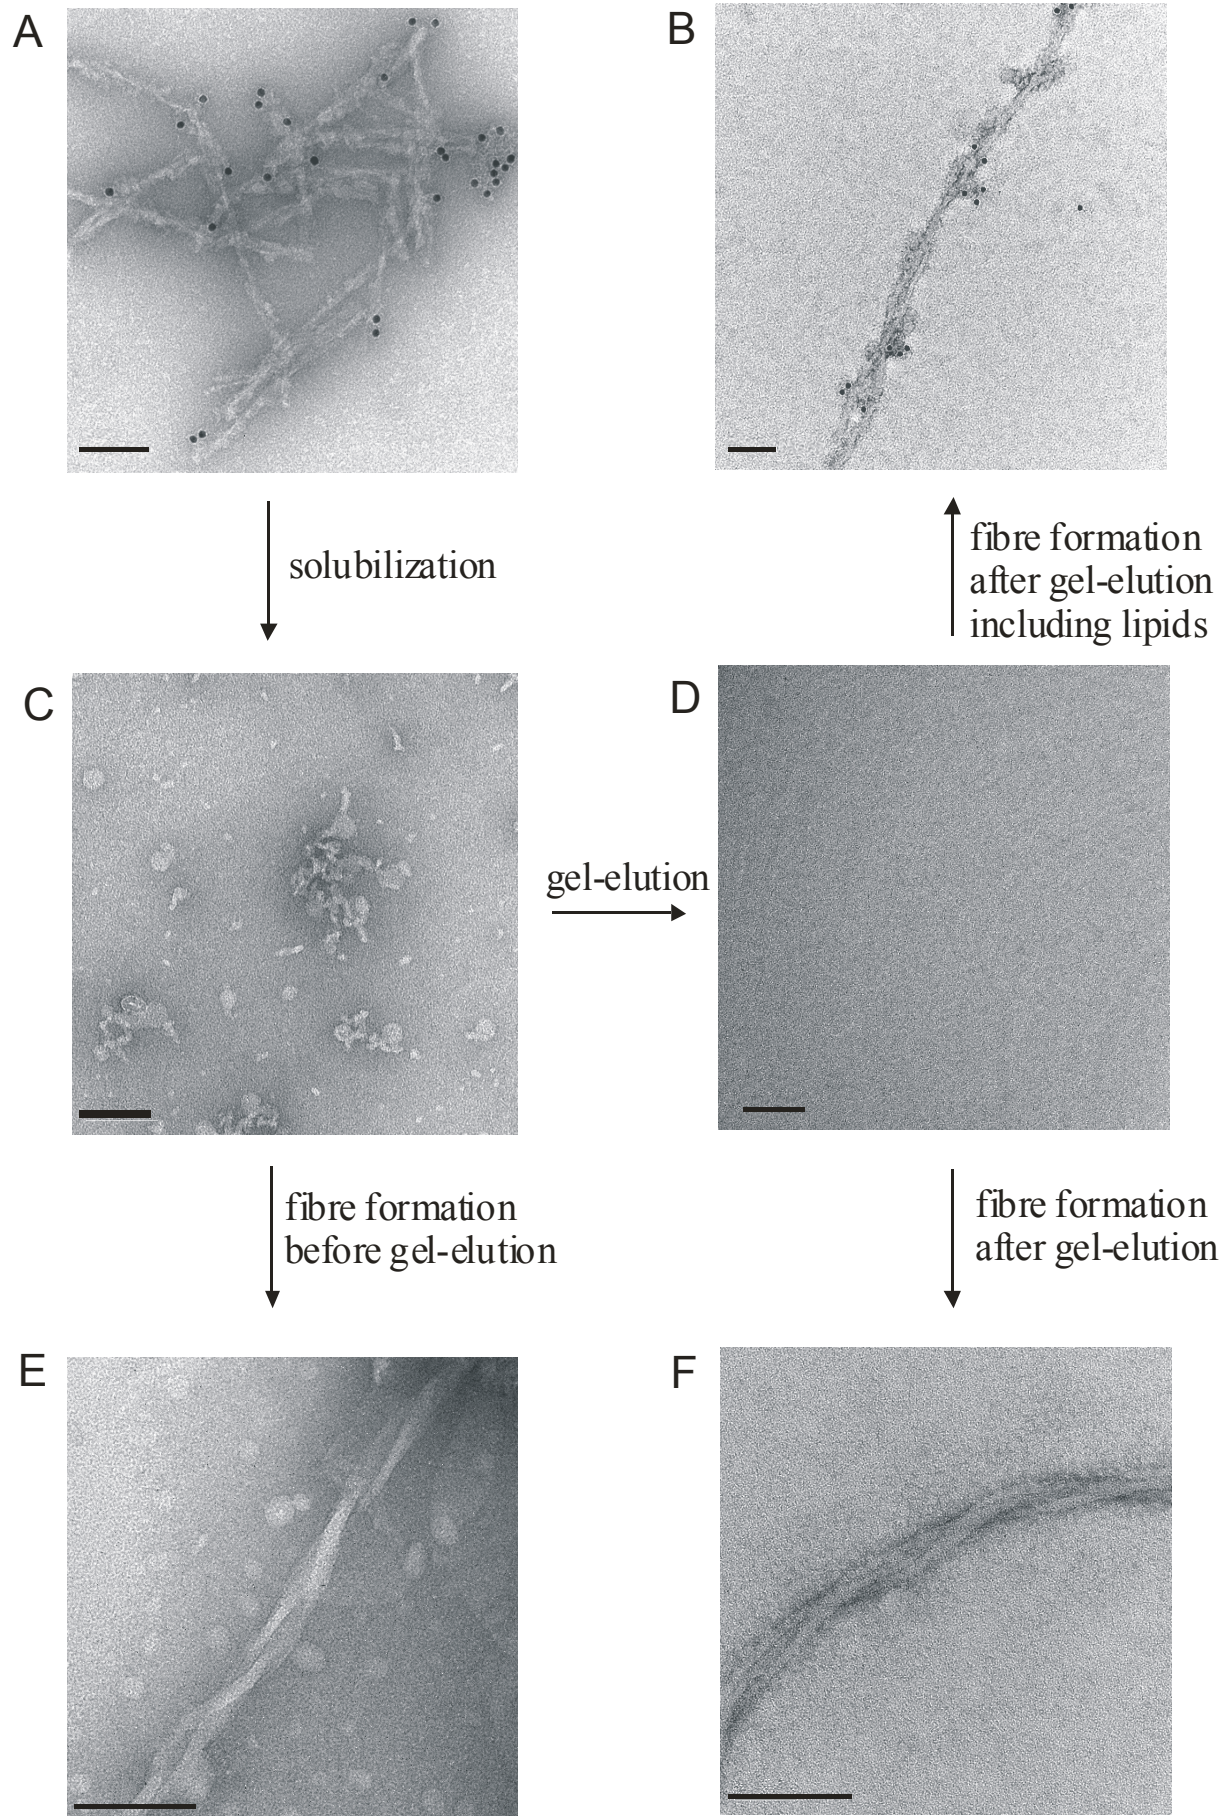 A
B
solubilization
fibre formation
after gel-elution
including lipids
C
D
gel-elution
fibre formation
before gel-elution
fibre formation
after gel-elution
E
F